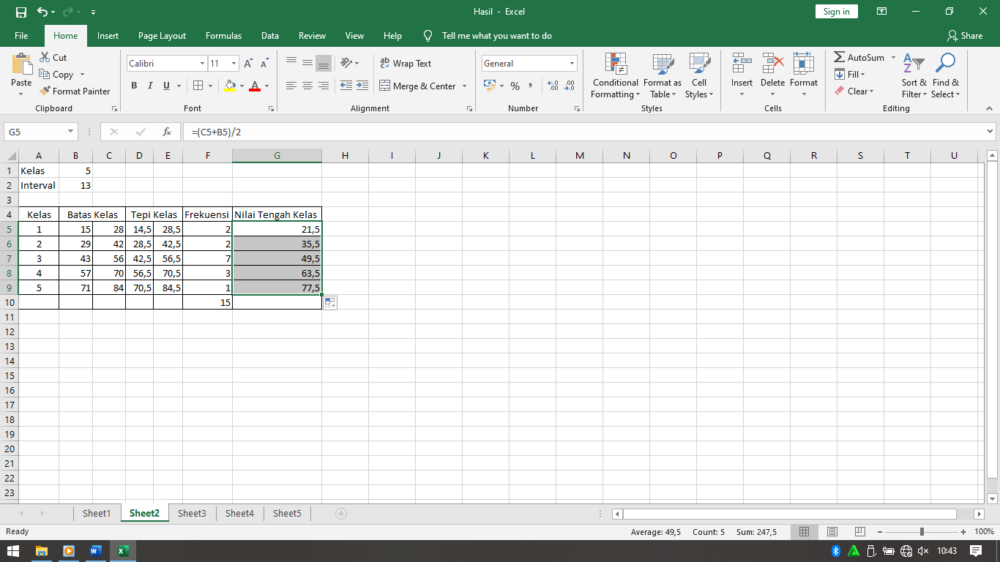 Hasil - Excel
Sign in
File Home Insert Page Layout Formulas Data Review View Help Tell me what you want to do Share
Paste
Cut
Copy
Format Painter
Clipboard
Calibri 11 A A
B I U A
Font
ab Wrap Text
Merge & Center
Alignment
General
% , ,00 ,0
Number
Conditional Formatting
Format as Table
Cell Styles
Styles
Insert Delete Format
Cells
AutoSum
Fill
Clear
Sort & Filter
Find & Select
Editing
G5 fx =(C5+B5)/2
A B C D E F G H I J K L M N O P Q R S T U
1 Kelas 5
2 Interval 13
3
4 Kelas Batas Kelas Tepi Kelas Frekuensi Nilai Tengah Kelas
5 1 15 28 14,5 28,5 2 21,5
6 2 29 42 28,5 42,5 2 35,5
7 3 43 56 42,5 56,5 7 49,5
8 4 57 70 56,5 70,5 3 63,5
9 5 71 84 70,5 84,5 1 77,5
10 15
11
12
13
14
15
16
17
18
19
20
21
22
23
Sheet1 Sheet2 Sheet3 Sheet4 Sheet5
Ready Average: 49,5 Count: 5 Sum: 247,5 100%
10:43